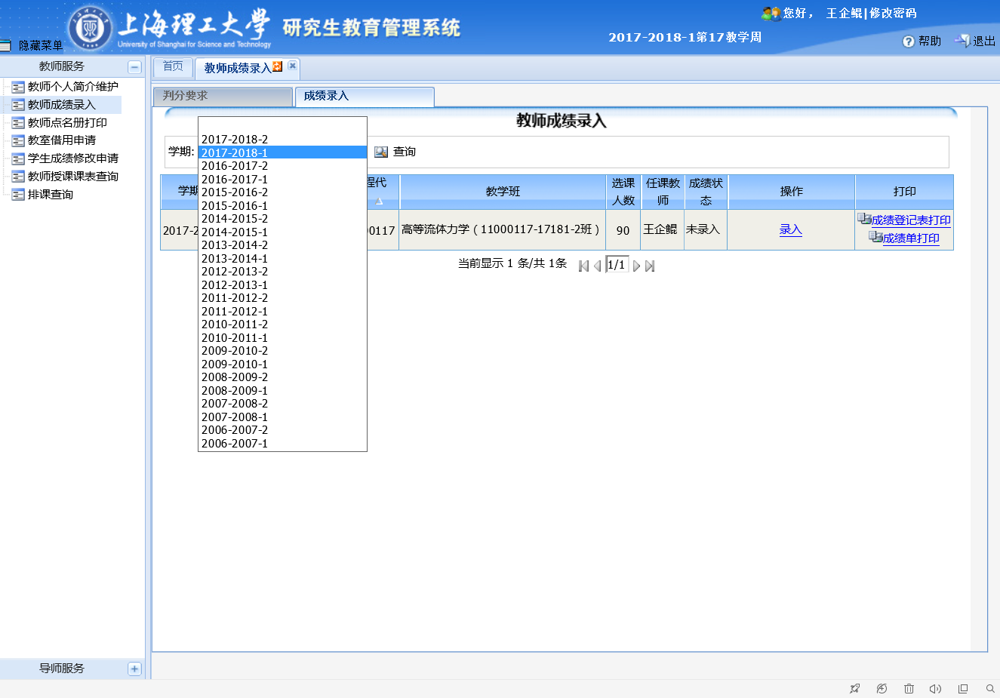 上海理工大学
University of Shanghai for Science and Technology
研究生教育管理系统
您好， 王企鲲|修改密码
2017-2018-1第17教学周
隐藏菜单
帮助
退出
教师服务
教师个人简介维护
教师成绩录入
教师点名册打印
教室借用申请
学生成绩修改申请
教师授课课表查询
排课查询
导师服务
首页
教师成绩录入
判分要求
成绩录入
教师成绩录入
学期:
查询
2017-2018-2
2017-2018-1
2016-2017-2
2016-2017-1
2015-2016-2
2015-2016-1
2014-2015-2
2014-2015-1
2013-2014-2
2013-2014-1
2012-2013-2
2012-2013-1
2011-2012-2
2011-2012-1
2010-2011-2
2010-2011-1
2009-2010-2
2009-2010-1
2008-2009-2
2008-2009-1
2007-2008-2
2007-2008-1
2006-2007-2
2006-2007-1
学期
程代
教学班
选课
人数
任课教
师
成绩状
态
操作
打印
2017-2
00117
高等流体力学（11000117-17181-2班）
90
王企鲲
未录入
录入
成绩登记表打印
成绩单打印
当前显示 1 条/共 1条
1/1